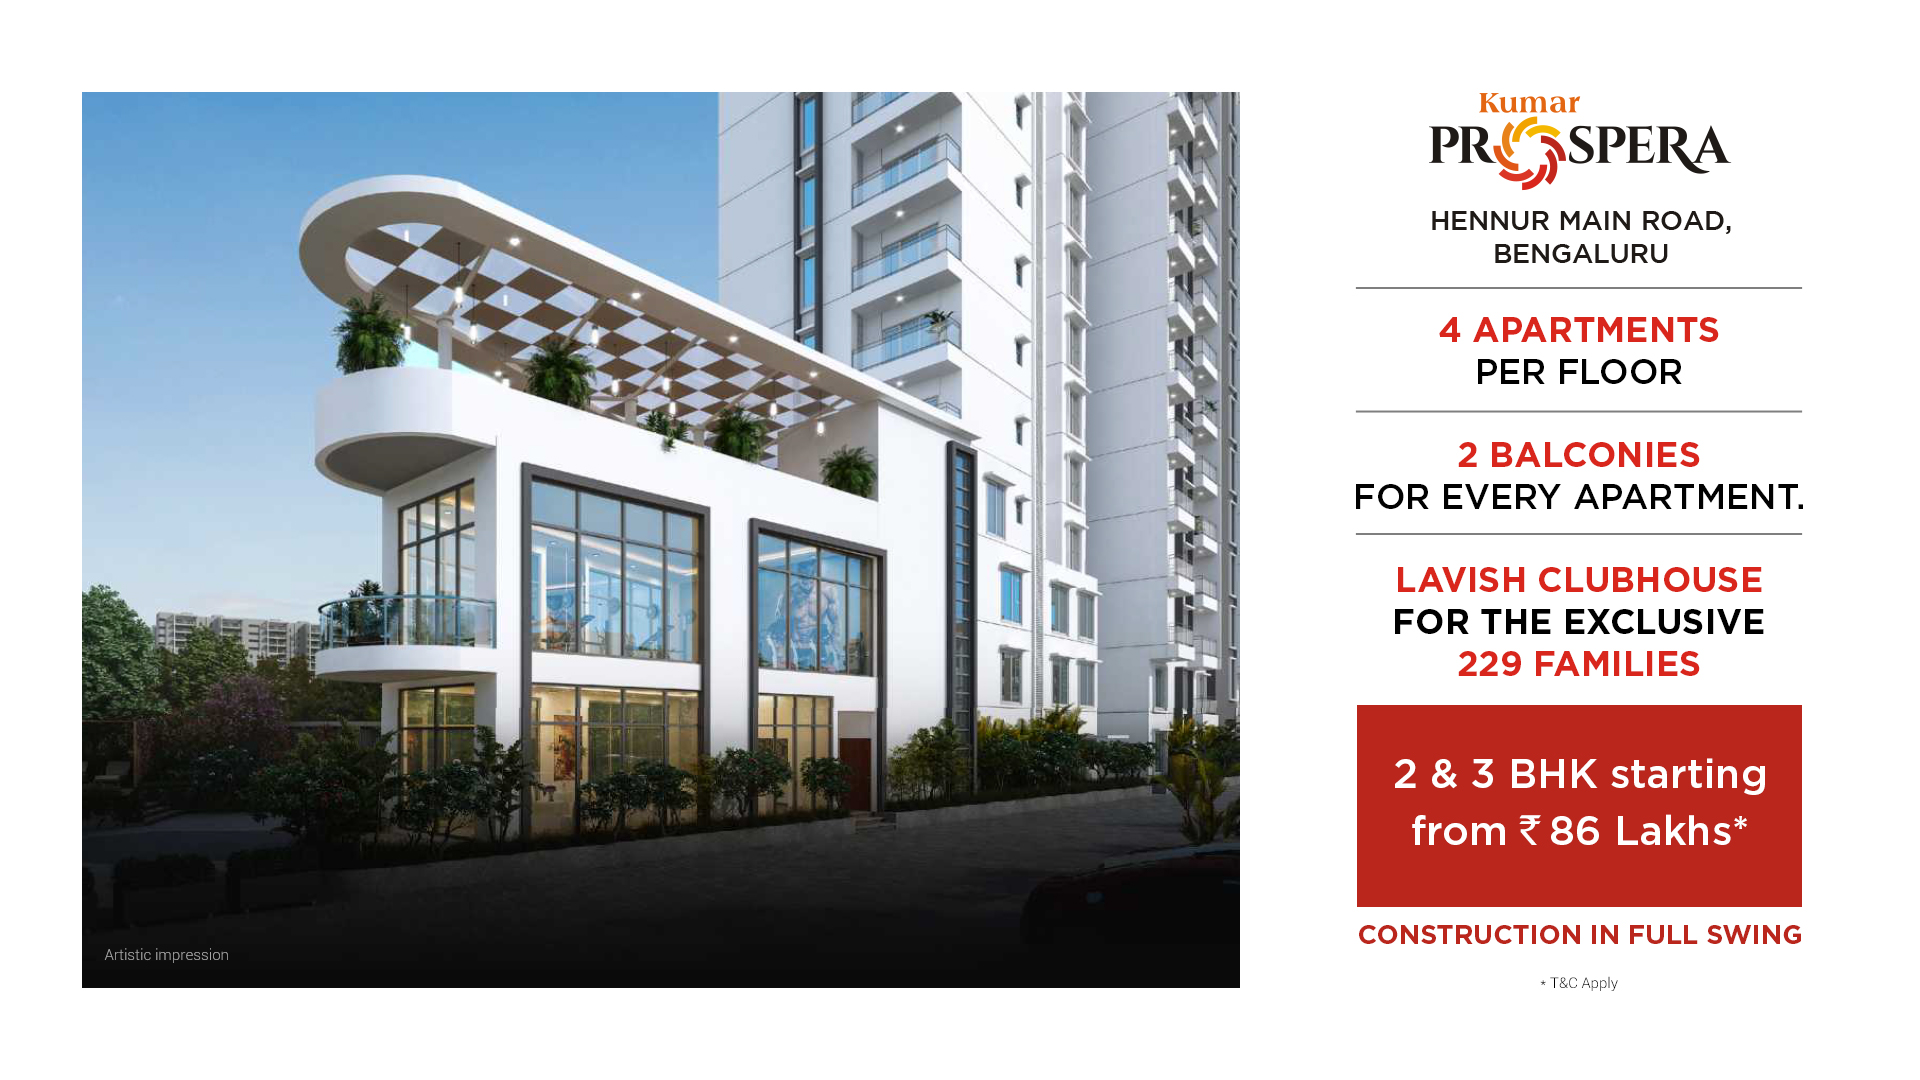 Kumar
PROSPERA
HENNUR MAIN ROAD,
BENGALURU
4 APARTMENTS
PER FLOOR
2 BALCONIES
FOR EVERY APARTMENT.
LAVISH CLUBHOUSE
FOR THE EXCLUSIVE
229 FAMILIES
2 & 3 BHK starting
from ₹ 86 Lakhs*
CONSTRUCTION IN FULL SWING
* T&C Apply
Artistic impression